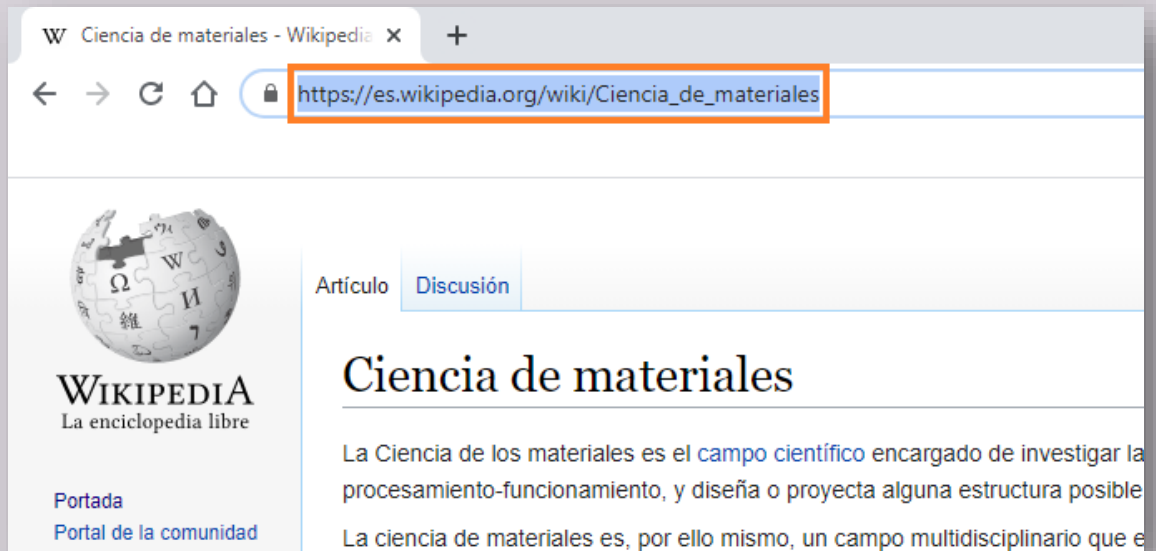 Ciencia de materiales - Wikipedia
https://es.wikipedia.org/wiki/Ciencia_de_materiales
WIKIPEDIA
La enciclopedia libre
Portada
Portal de la comunidad
Artículo Discusión
Ciencia de materiales
La Ciencia de los materiales es el campo científico encargado de investigar la
procesamiento-funcionamiento, y diseña o proyecta alguna estructura posible
La ciencia de materiales es, por ello mismo, un campo multidisciplinario que e